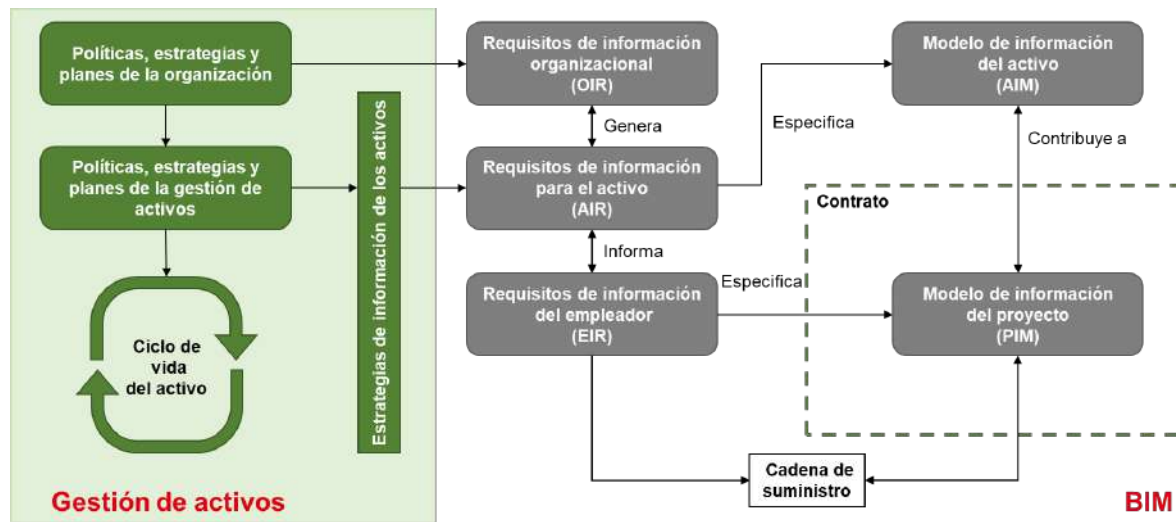 Políticas, estrategias y
planes de la organización
Políticas, estrategias y
planes de la gestión de
activos
Ciclo de
vida
del activo
Estrategias de información de los activos
Gestión de activos
Requisitos de información
organizacional
(OIR)
Genera
Requisitos de información
para el activo
(AIR)
Informa
Requisitos de información
del empleador
(EIR)
Especifica
Especifica
Modelo de información
del activo
(AIM)
Contribuye a
Contrato
Modelo de información
del proyecto
(PIM)
Cadena de
suministro
BIM